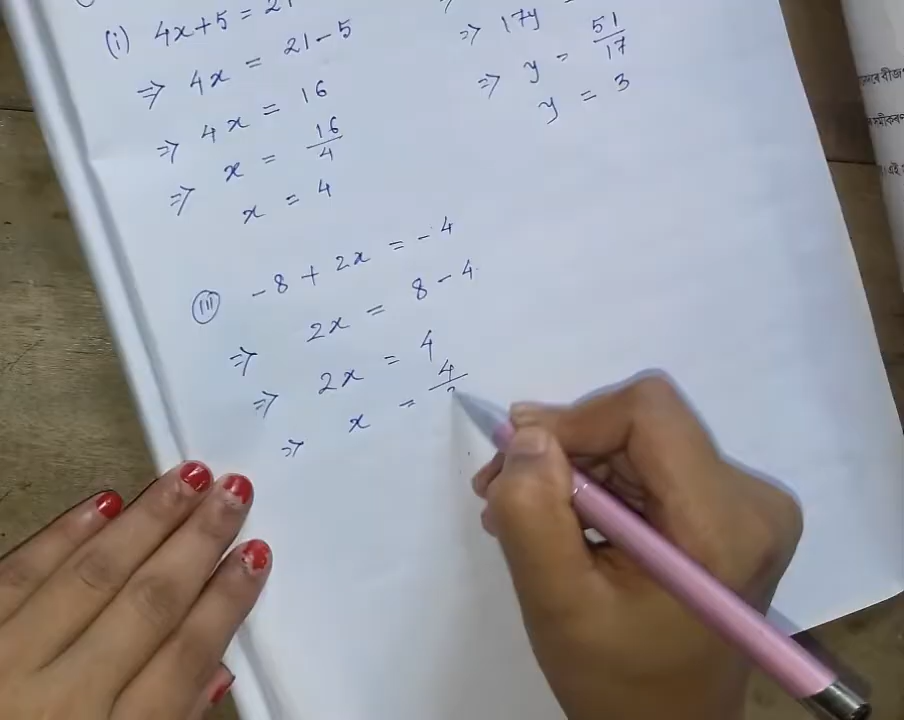 (i) 4x+5 = 21
⇒ 4x = 21-5
⇒ 4x = 16
⇒ x = 16/4
x = 4
⇒ 17y =
⇒ y = 51/17
y = 3
(iii) -8 + 2x = -4
⇒ 2x = 8-4
⇒ 2x = 4
⇒ x = 4/